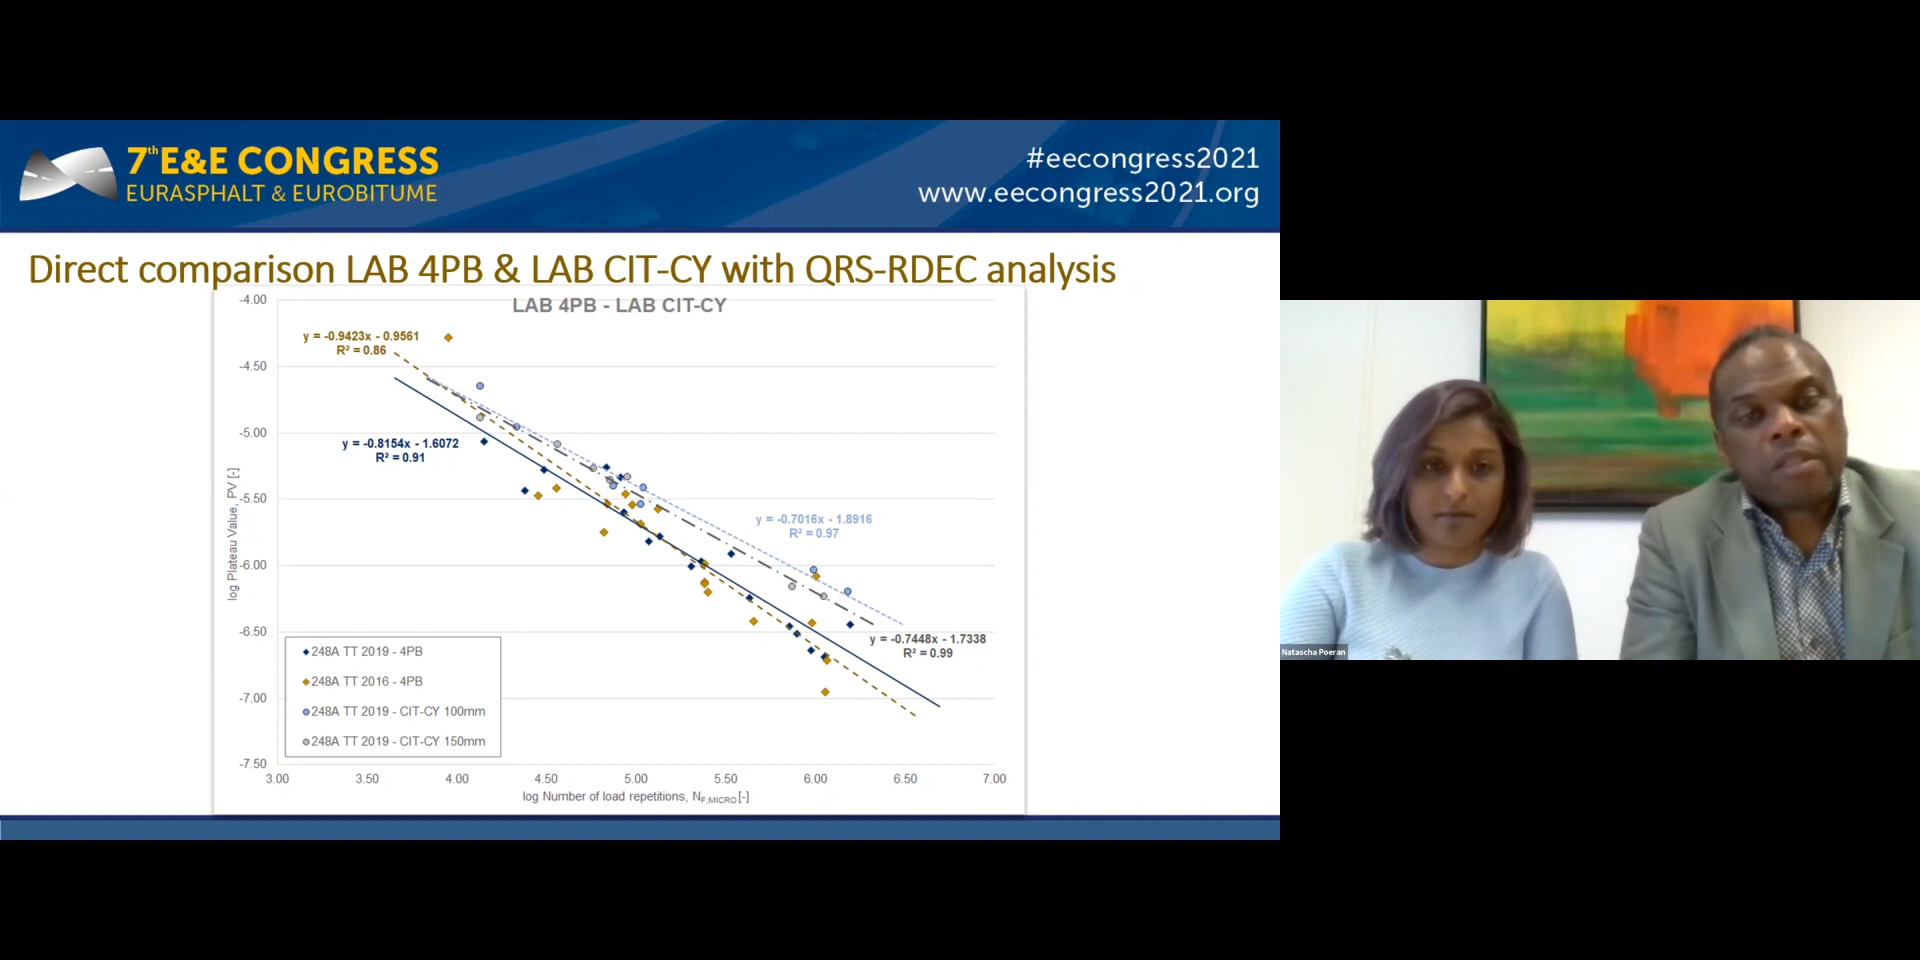 7th E&E CONGRESS
EURASPHALT & EUROBITUME
#eecongress2021
www.eecongress2021.org
Direct comparison LAB 4PB & LAB CIT-CY with QRS-RDEC analysis
LAB 4PB - LAB CIT-CY
-4.00
-4.50
-5.00
-5.50
-6.00
-6.50
-7.00
-7.50
log Plateau Value, PV [-]
y = -0.9423x - 0.9561
R² = 0.86
y = -0.8154x - 1.6072
R² = 0.91
y = -0.7016x - 1.8916
R² = 0.97
y = -0.7448x - 1.7338
R² = 0.99
248A TT 2019 - 4PB
248A TT 2016 - 4PB
248A TT 2019 - CIT-CY 100mm
248A TT 2019 - CIT-CY 150mm
3.00 3.50 4.00 4.50 5.00 5.50 6.00 6.50 7.00
log Number of load repetitions, NF;MICRO [-]
Natascha Poeran